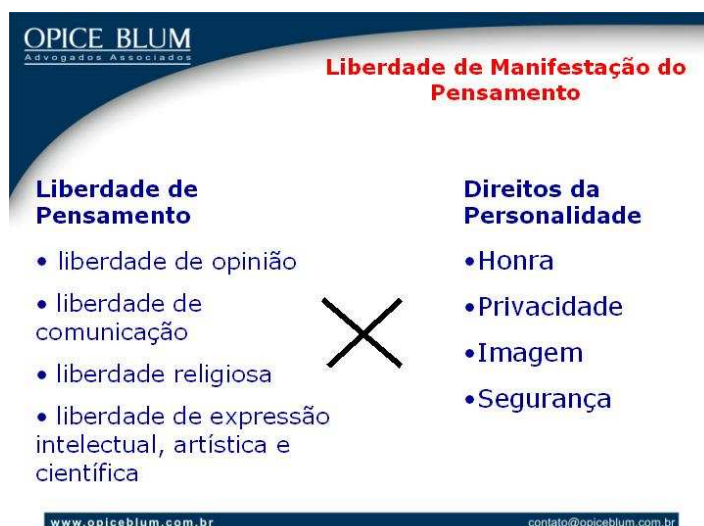 OPICE BLUM
Advogados Associados
Liberdade de Manifestação do
Pensamento
Liberdade de
Pensamento
• liberdade de opinião
• liberdade de
comunicação
• liberdade religiosa
• liberdade de expressão
intelectual, artística e
científica
Direitos da
Personalidade
•Honra
•Privacidade
•Imagem
•Segurança
www.opiceblum.com.br
contato@opiceblum.com.br